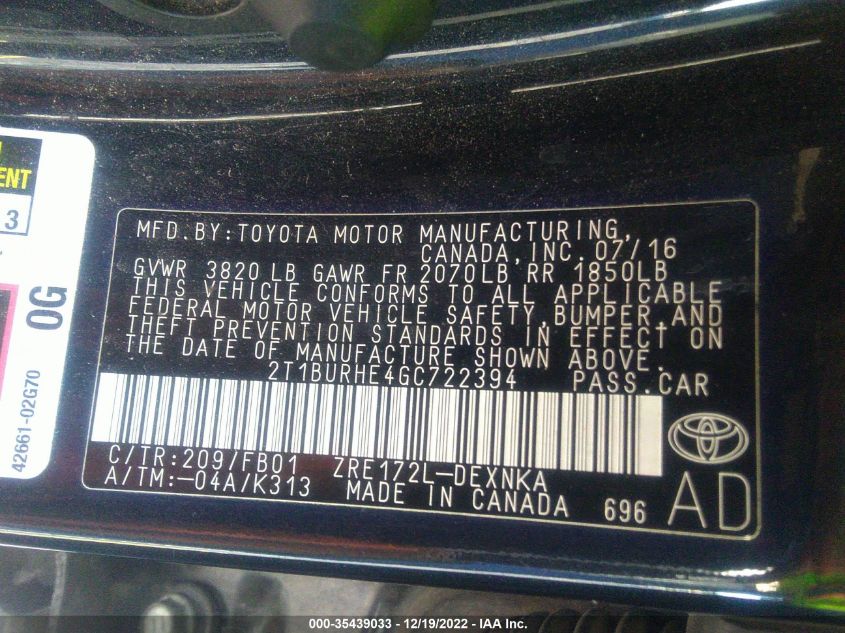 ENT
3
0G
42661-02G70
MFD.BY:TOYOTA MOTOR MANUFACTURING,
CANADA,INC.07/16
GVWR 3820 LB GAWR FR 2070LB RR 1850LB
THIS VEHICLE CONFORMS TO ALL APPLICABLE
FEDERAL MOTOR VEHICLE SAFETY,BUMPER,AND
THEFT PREVENTION STANDARDS IN EFFECT ON
THE DATE OF MANUFACTURE SHOWN ABOVE.
2T1BURHE4GC722394 PASS.CAR
C/TR:209/FB01 ZRE172L-DEXNKA
A/TM:-04A/K313 MADE IN CANADA 696 AD
000-35439033 - 12/19/2022 - IAA Inc.